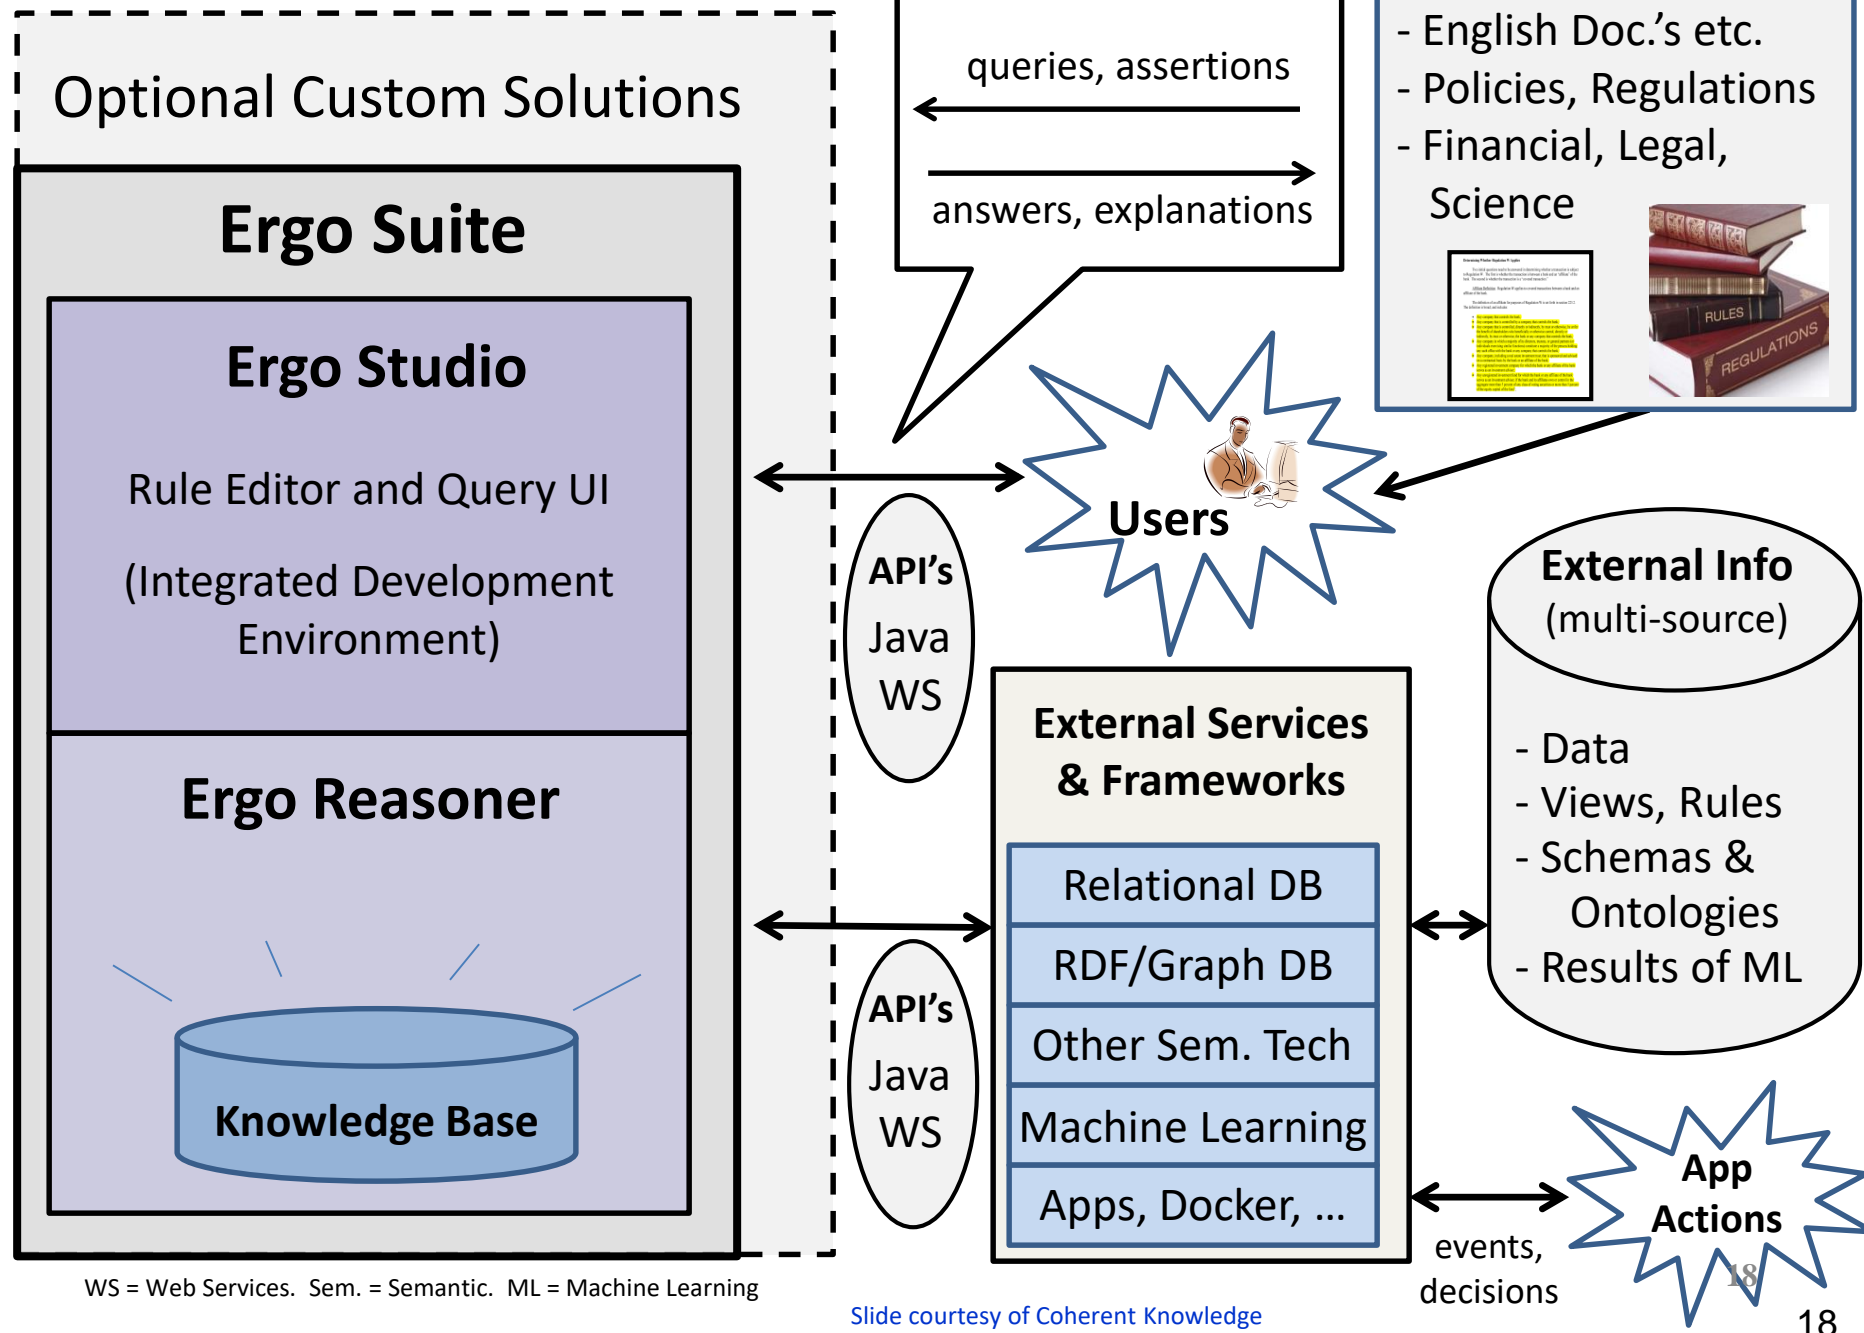 Optional Custom Solutions
Ergo Suite
Ergo Studio
Rule Editor and Query UI
(Integrated Development
Environment)
Ergo Reasoner
Knowledge Base
queries, assertions
answers, explanations
- English Doc.'s etc.
- Policies, Regulations
- Financial, Legal,
Science
RULES
REGULATIONS
Users
API's
Java
WS
External Services
& Frameworks
Relational DB
RDF/Graph DB
Other Sem. Tech
Machine Learning
Apps, Docker, ...
API's
Java
WS
External Info
(multi-source)
- Data
- Views, Rules
- Schemas &
Ontologies
- Results of ML
App
Actions
events,
decisions
18
WS = Web Services. Sem. = Semantic. ML = Machine Learning
Slide courtesy of Coherent Knowledge
18